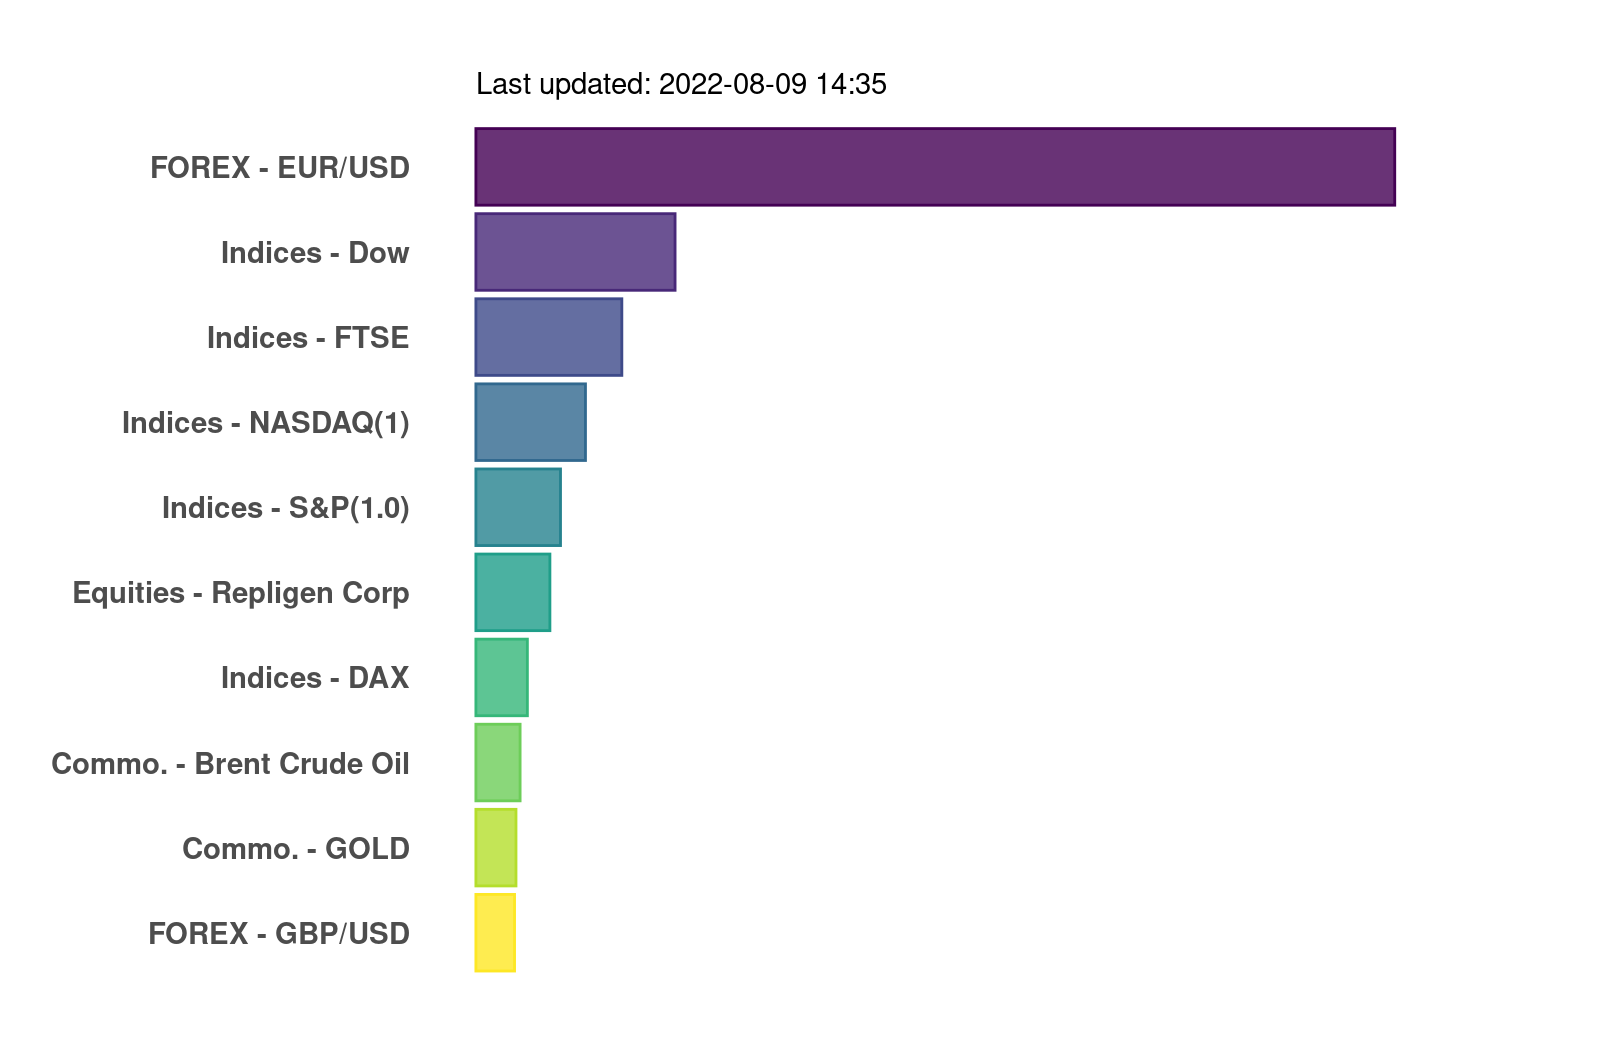 Last updated: 2022-08-09 14:35
FOREX - EUR/USD
Indices - Dow
Indices - FTSE
Indices - NASDAQ(1)
Indices - S&P(1.0)
Equities - Repligen Corp
Indices - DAX
Commo. - Brent Crude Oil
Commo. - GOLD
FOREX - GBP/USD